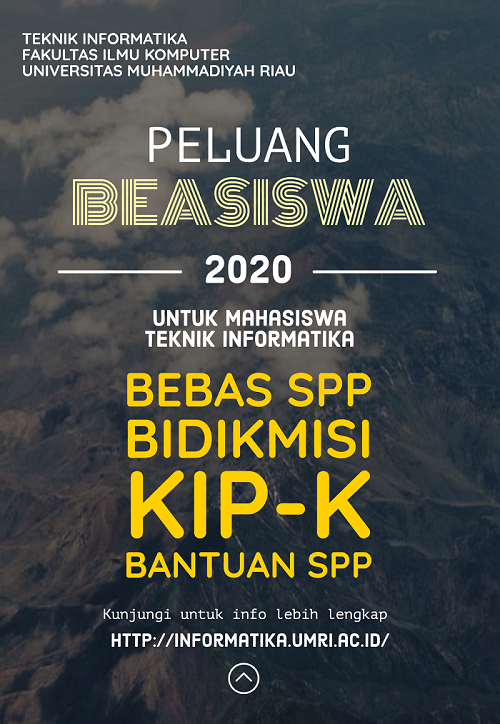 TEKNIK INFORMATIKA
FAKULTAS ILMU KOMPUTER
UNIVERSITAS MUHAMMADIYAH RIAU
PELUANG
BEASISWA
2020
UNTUK MAHASISWA
TEKNIK INFORMATIKA
BEBAS SPP
BIDIKMISI
KIP-K
BANTUAN SPP
Kunjungi untuk info lebih lengkap
HTTP://INFORMATIKA.UMRI.AC.ID/